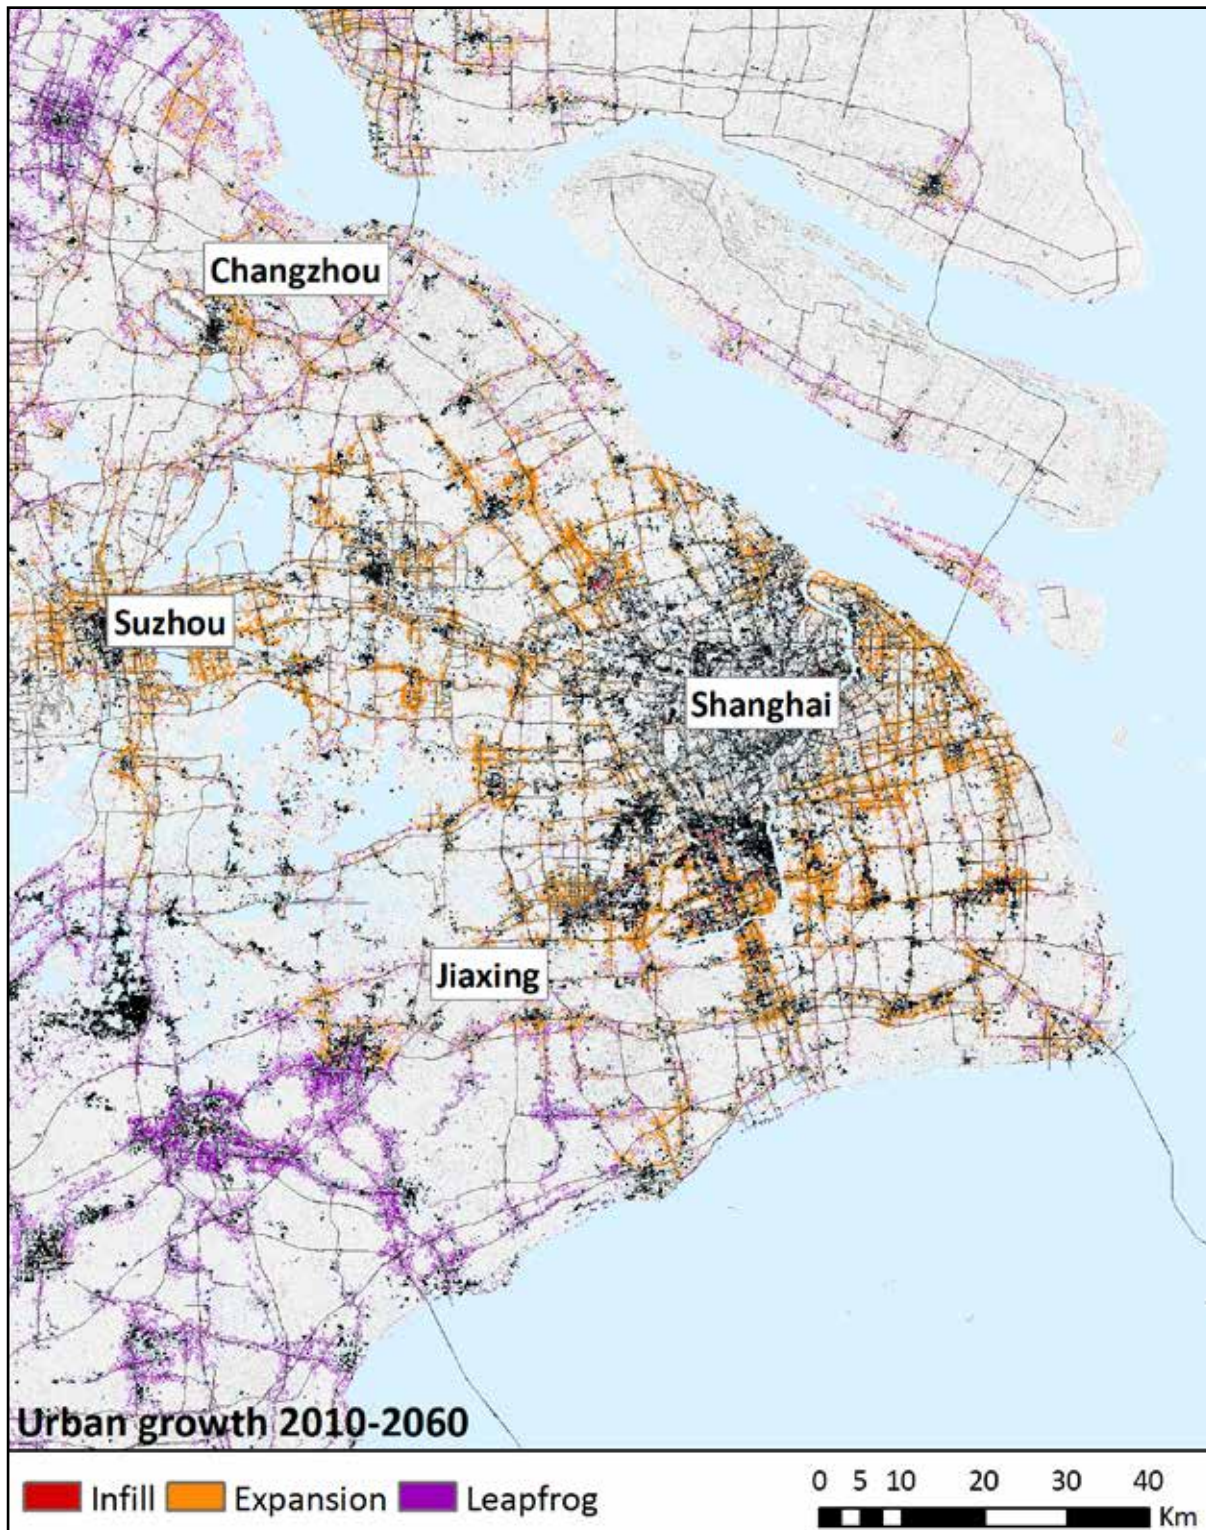 Changzhou
Suzhou
Shanghai
Jiaxing
Urban growth 2010-2060
Infill Expansion Leapfrog
0 5 10 20 30 40
Km